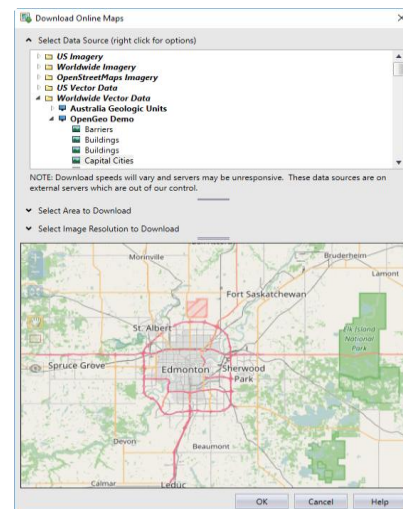 Download Online Maps
Select Data Source (right click for options)
US Imagery
Worldwide Imagery
OpenStreetMaps Imagery
US Vector Data
Worldwide Vector Data
Australia Geologic Units
OpenGeo Demo
Barriers
Buildings
Buildings
Capital Cities
NOTE: Download speeds will vary and servers may be unresponsive. These data sources are on
external servers which are out of our control.
Select Area to Download
Select Image Resolution to Download
Morinville
Bruderheim
Lamont
Fort Saskatchewan
St. Albert
Elk Island
National
Park
Spruce Grove
Edmonton
Sherwood
Park
Devon
Beaumont
Calmar
Leduc
OK
Cancel
Help